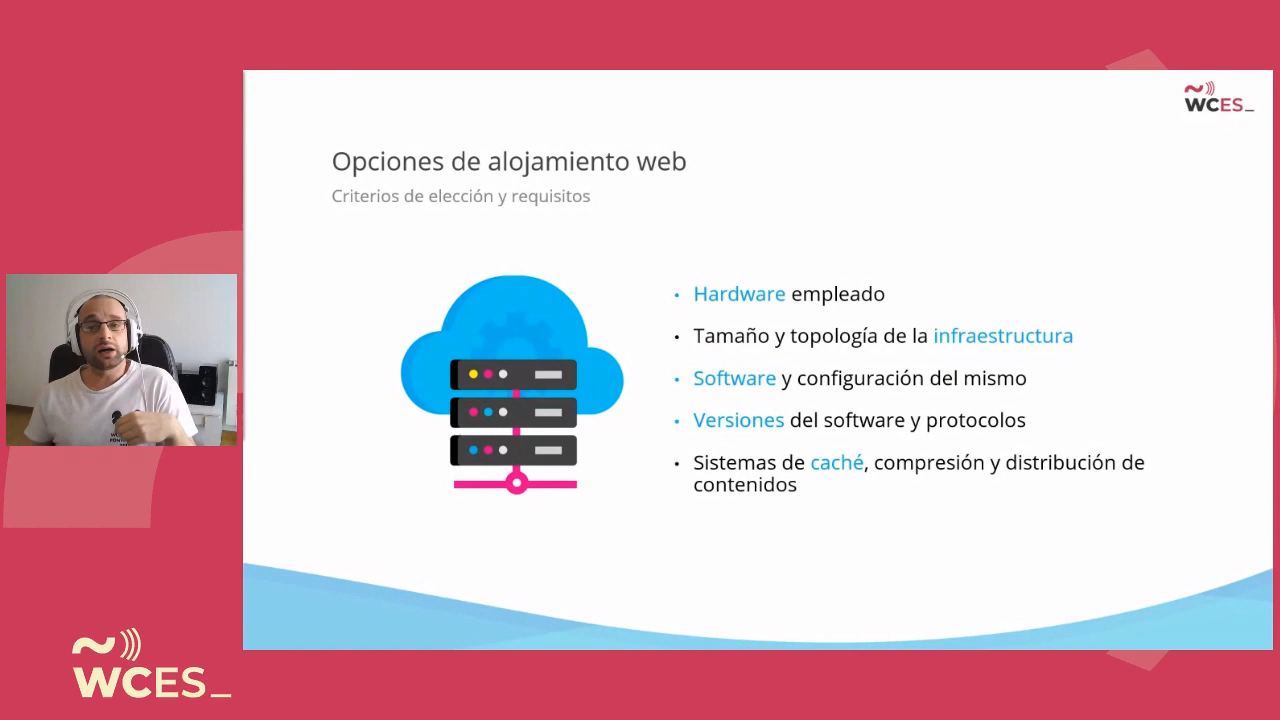 WCES_
Opciones de alojamiento web
Criterios de elección y requisitos
• Hardware empleado
• Tamaño y topología de la infraestructura
• Software y configuración del mismo
• Versiones del software y protocolos
• Sistemas de caché, compresión y distribución de
contenidos
WCES_